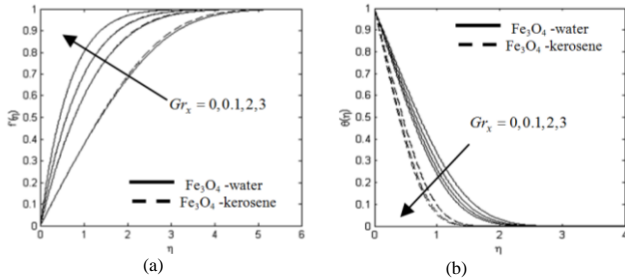 1
0.9
0.8
0.7
0.6
0.5
0.4
0.3
0.2
0.1
0
f'(η)
Grₓ = 0,0.1,2,3
Fe₃O₄ -water
Fe₃O₄ -kerosene
0 1 2 3 4 5 6
η
(a)
1
0.9
0.8
0.7
0.6
0.5
0.4
0.3
0.2
0.1
0
θ(η)
Fe₃O₄ -water
Fe₃O₄ -kerosene
Grₓ = 0,0.1,2,3
0 1 2 3 4
η
(b)